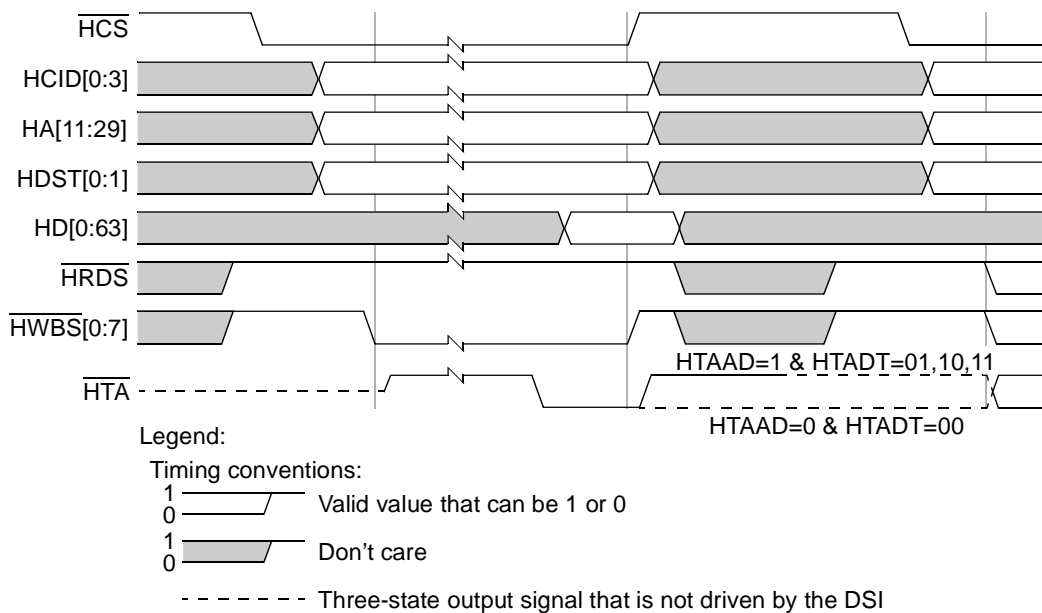 HCS
HCID[0:3]
HA[11:29]
HDST[0:1]
HD[0:63]
HRDS
HWBS[0:7]
HTAAD=1 & HTADT=01,10,11
HTA
HTAAD=0 & HTADT=00
Legend:
Timing conventions:
1
0
Valid value that can be 1 or 0
1
0
Don't care
Three-state output signal that is not driven by the DSI